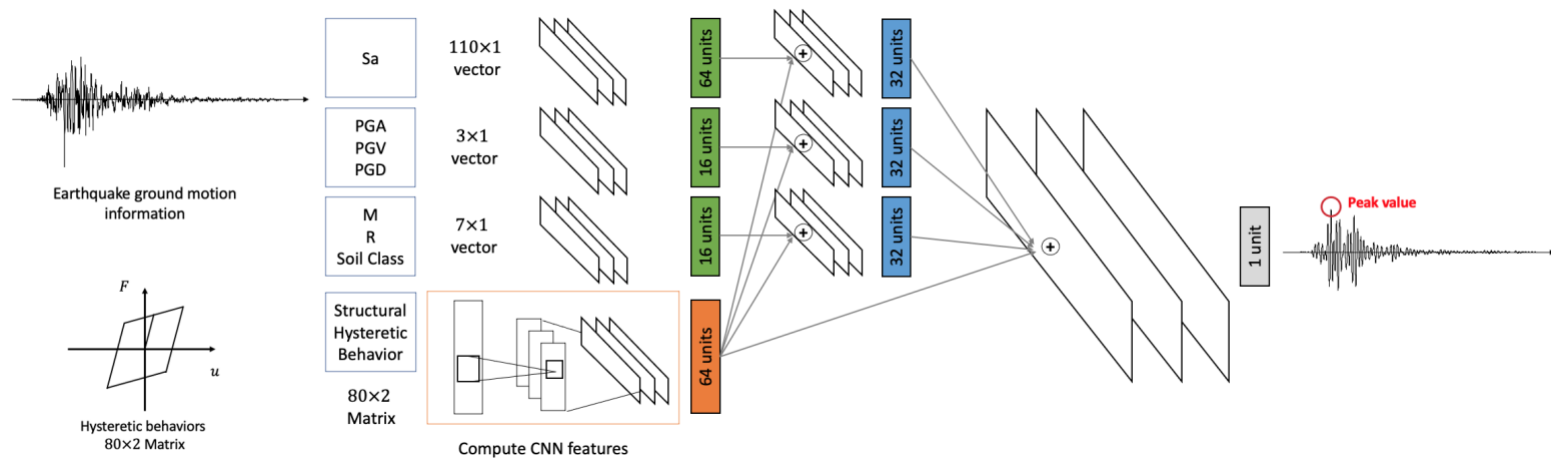 Earthquake ground motion
information
F
u
Hysteretic behaviors
80×2 Matrix
Sa
110×1
vector
PGA
PGV
PGD
3×1
vector
M
R
Soil Class
7×1
vector
Structural
Hysteretic
Behavior
80×2
Matrix
Compute CNN features
64 units
16 units
16 units
64 units
+
+
+
32 units
32 units
32 units
+
1 unit
Peak value